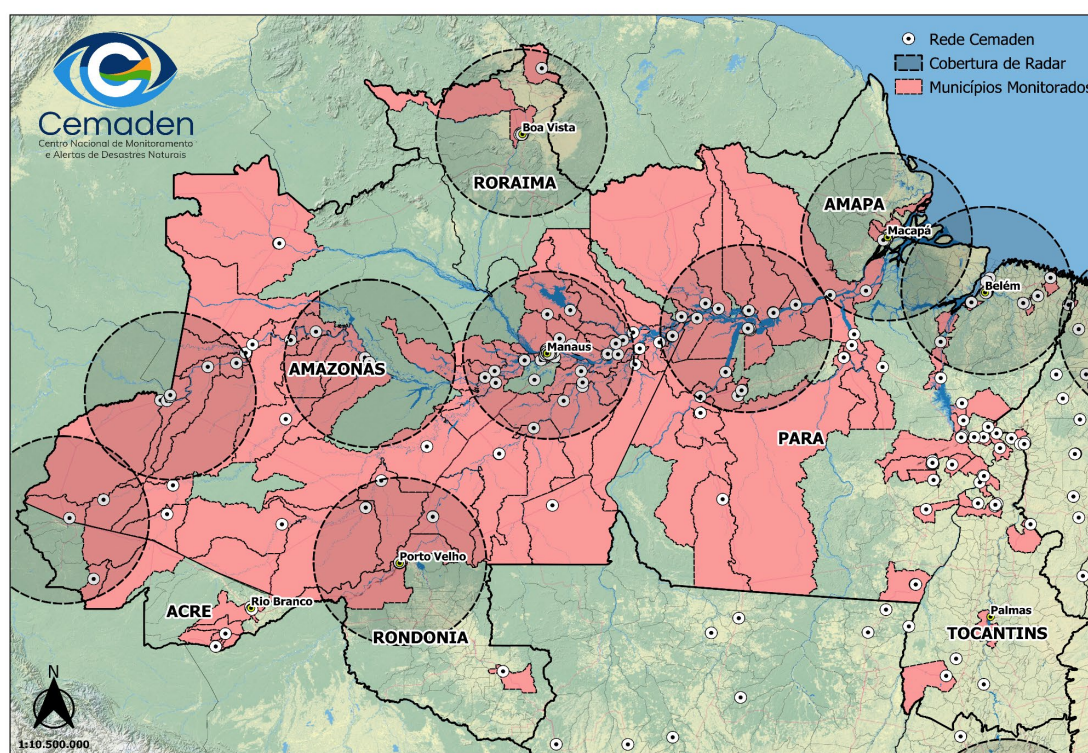 Cemaden
Centro Nacional de Monitoramento
e Alertas de Desastres Naturais
Rede Cemaden
Cobertura de Radar
Municípios Monitorados
Boa Vista
RORAIMA
AMAPA
Macapá
Belém
Manaus
AMAZONAS
PARA
Porto Velho
Rio Branco
ACRE
RONDONIA
Palmas
TOCANTINS
N
1:10.500.000